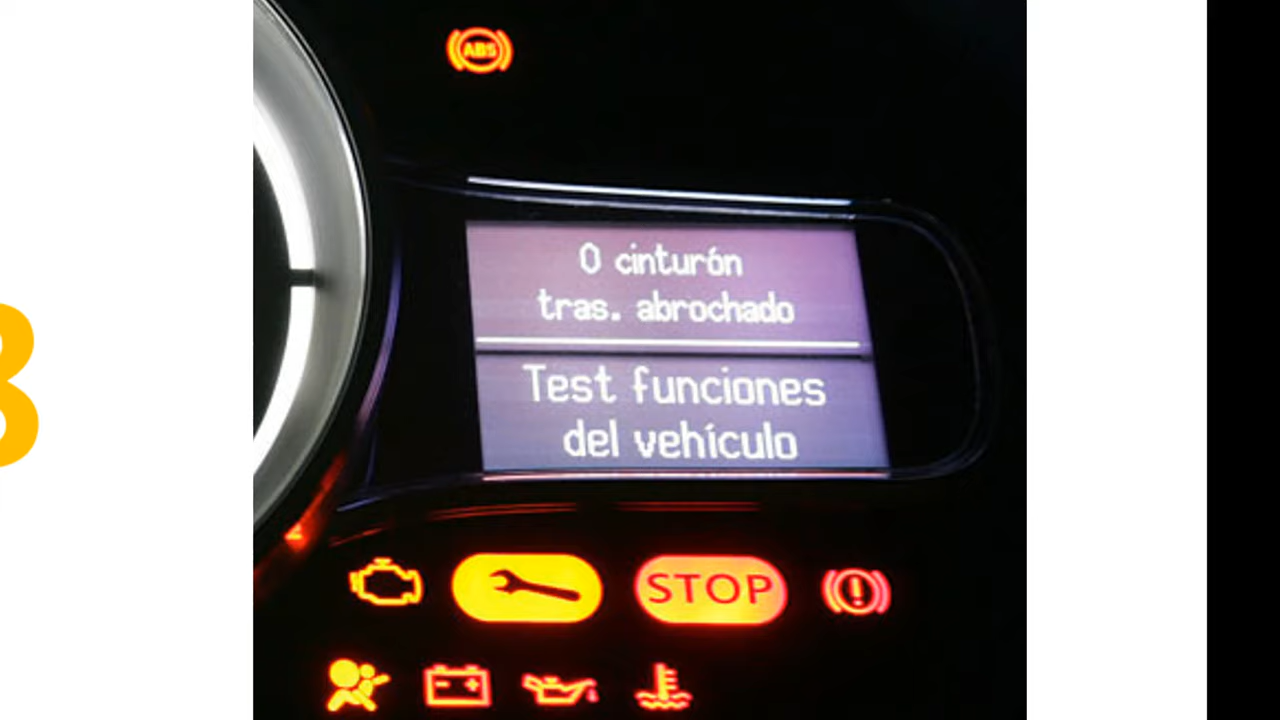 ABS
0 cinturón
tras. abrochado
Test funciones
del vehículo
STOP